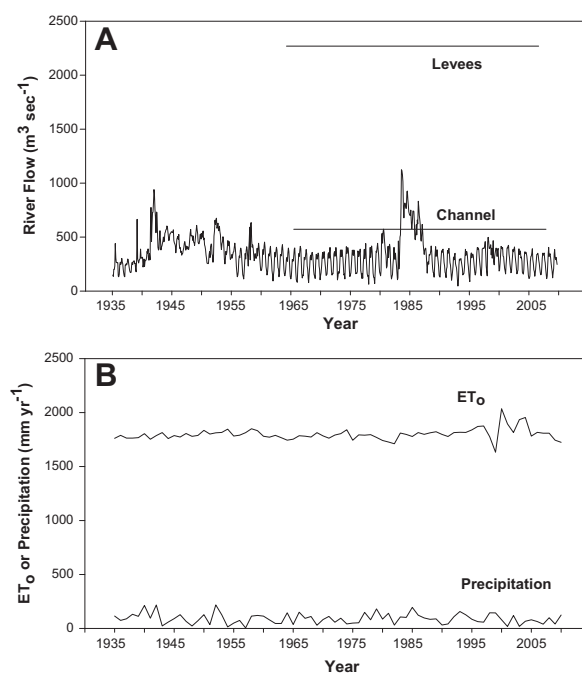 A
2500
2000
1500
1000
500
0
River Flow (m³ sec⁻¹)
Levees
Channel
1935 1945 1955 1965 1975 1985 1995 2005
Year
B
2500
2000
1500
1000
500
0
ET₀ or Precipitation (mm yr⁻¹)
ET₀
Precipitation
1935 1945 1955 1965 1975 1985 1995 2005
Year